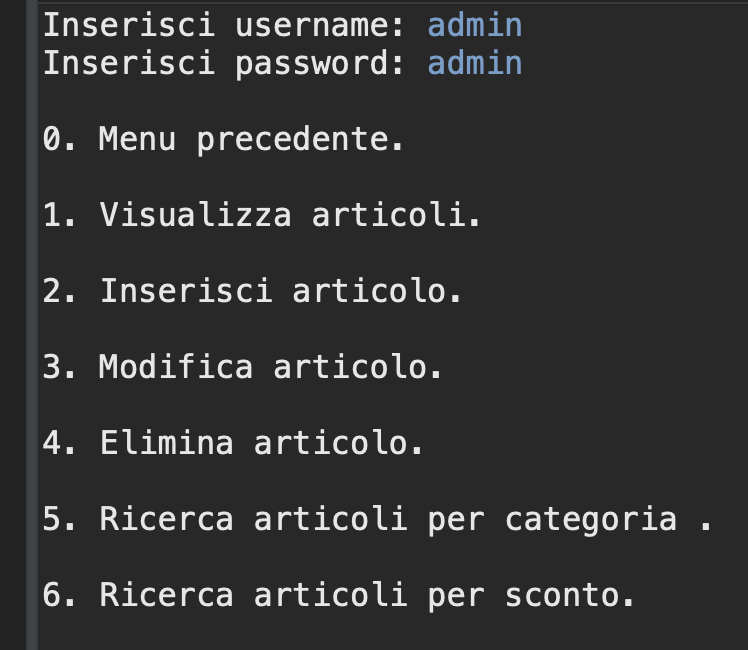 Inserisci username: admin
Inserisci password: admin
0. Menu precedente.
1. Visualizza articoli.
2. Inserisci articolo.
3. Modifica articolo.
4. Elimina articolo.
5. Ricerca articoli per categoria .
6. Ricerca articoli per sconto.